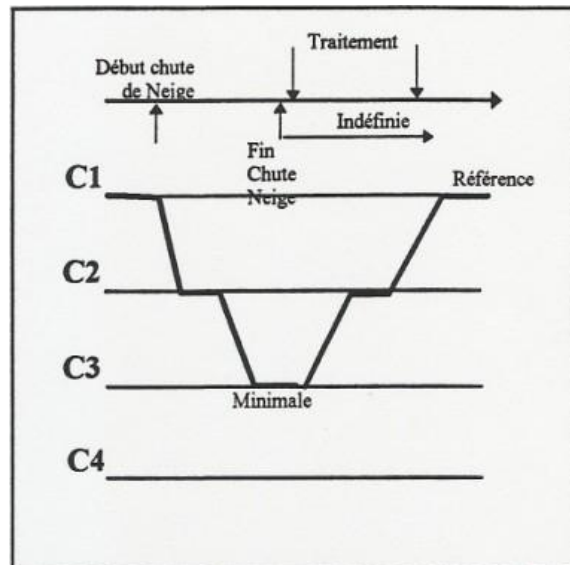 Traitement
Début chute
de Neige
Indéfinie
Fin
Chute
Neige
C1
Référence
C2
C3
Minimale
C4